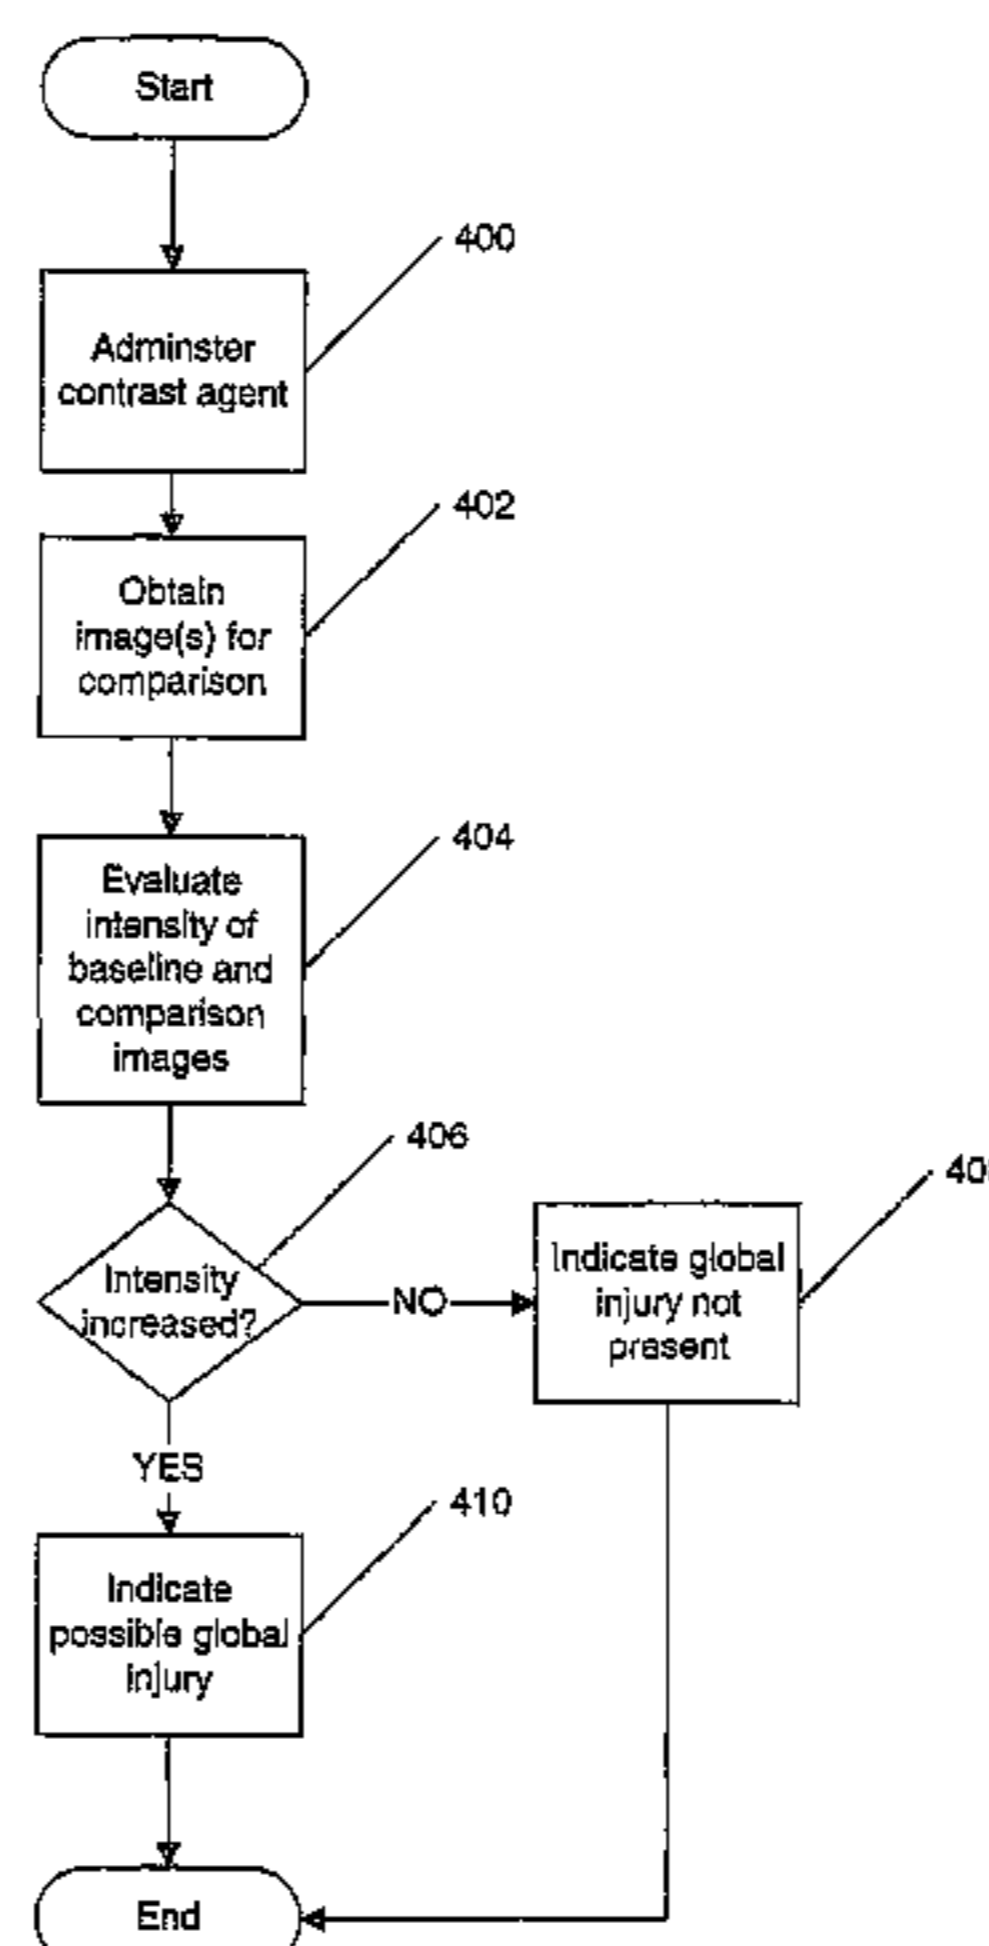 Start
400
Adminster
contrast agent
402
Obtain
image(s) for
comparison
404
Evaluate
intensity of
baseline and
comparison
images
406
Intensity
increased?
NO
Indicate global
injury not
present
YES
410
Indicate
possible global
injury
End